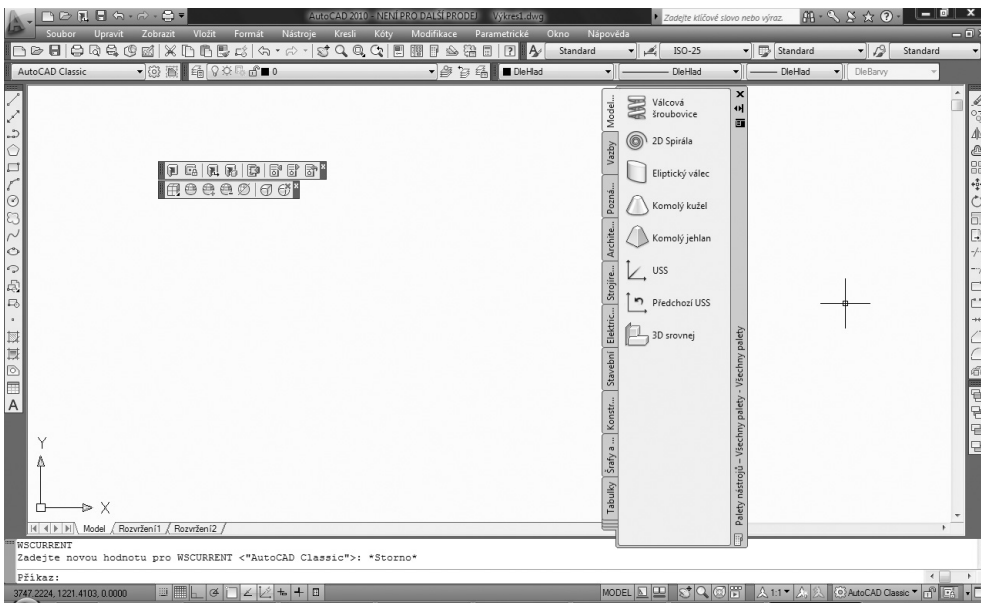 AutoCAD 2010 - NENÍ PRO DALŠÍ PRODEJ Výkres1.dwg
Zadejte klíčové slovo nebo výraz.
Soubor Upravit Zobrazit Vložit Formát Nástroje Kresli Kóty Modifikace Parametrické Okno Nápověda
Standard ISO-25 Standard Standard
AutoCAD Classic 0 DleHlad DleHlad DleHlad DleBarvy
Model...
Vazby
Pozná...
Archite...
Strojíre...
Elektric...
Stavební
Konstr...
Šrafy a ...
Tabulky
Válcová
šroubovice
2D Spirála
Eliptický válec
Komolý kužel
Komolý jehlan
USS
Předchozí USS
3D srovnej
Palety nástrojů – Všechny palety - Všechny palety
A
Y
X
Model Rozvržení1 Rozvržení2
WSCURRENT
Zadejte novou hodnotu pro WSCURRENT <"AutoCAD Classic">: *Storno*
Příkaz:
3747.2224, 1221.4103, 0.0000 MODEL 1:1 AutoCAD Classic